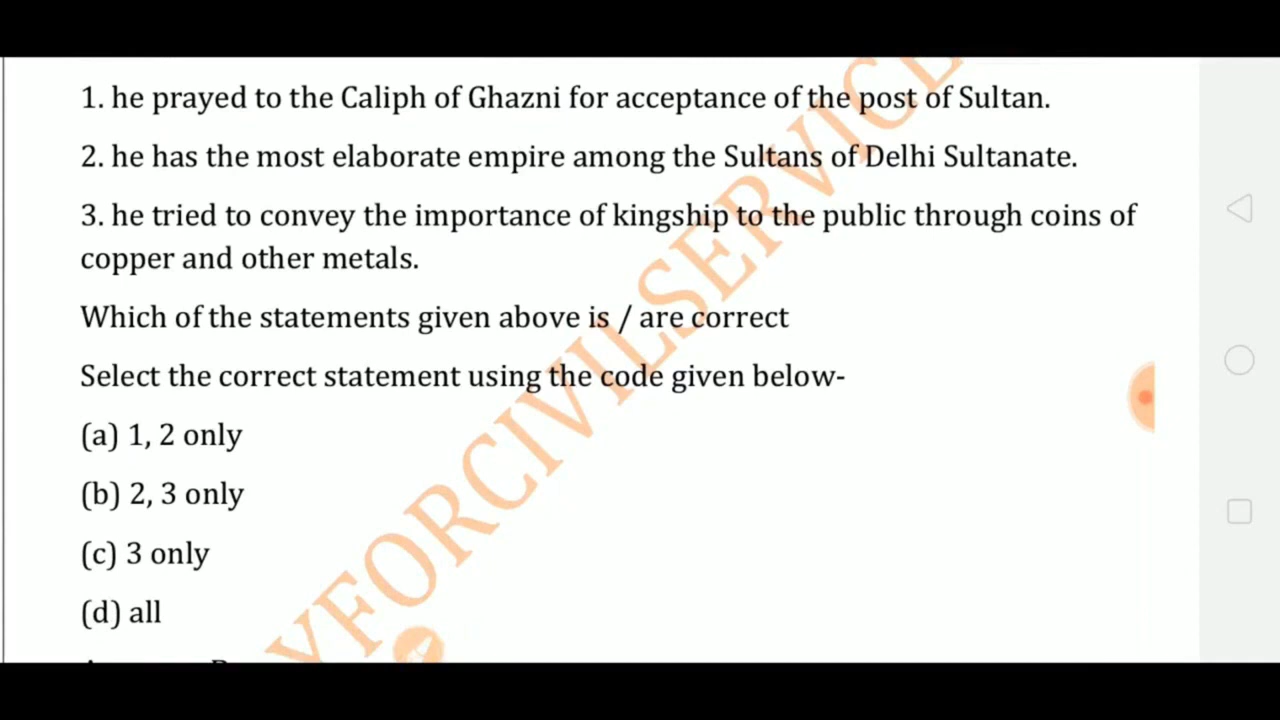 1. he prayed to the Caliph of Ghazni for acceptance of the post of Sultan.
2. he has the most elaborate empire among the Sultans of Delhi Sultanate.
3. he tried to convey the importance of kingship to the public through coins of
copper and other metals.
Which of the statements given above is / are correct
Select the correct statement using the code given below-
(a) 1, 2 only
(b) 2, 3 only
(c) 3 only
(d) all
YFORCIVILSERVICE